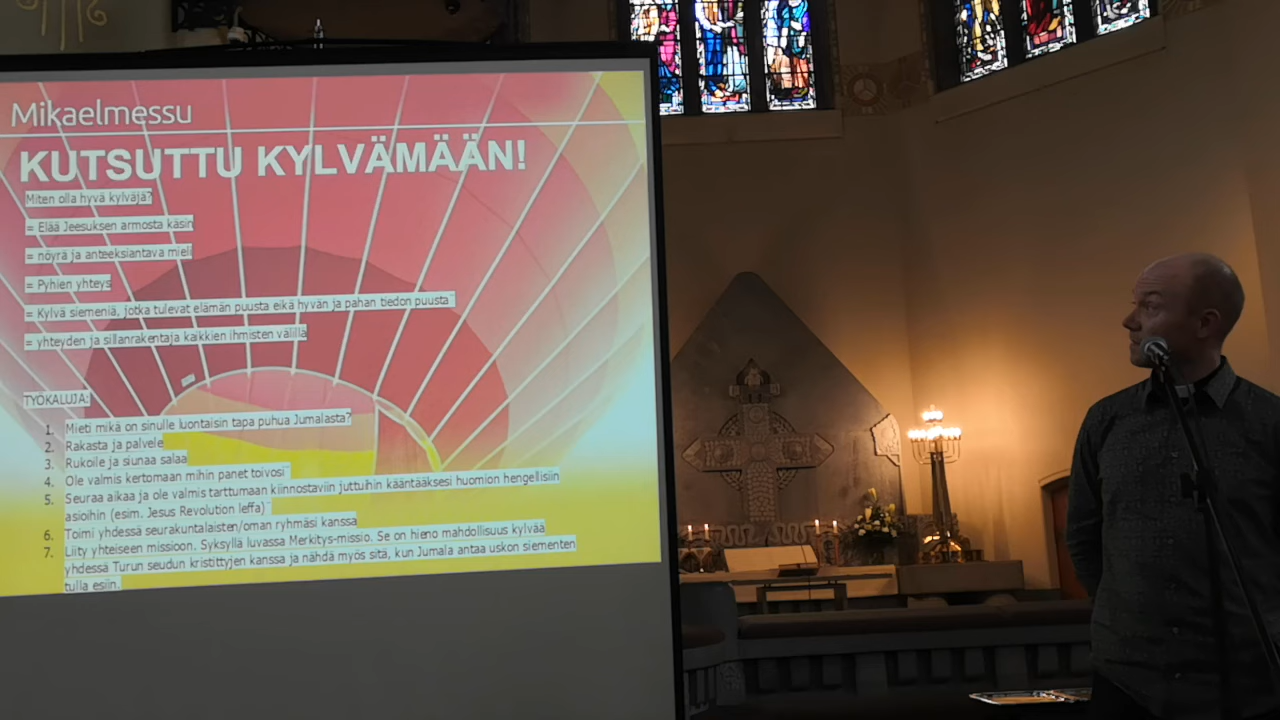 Mikaelmessu
KUTSUTTU KYLVÄMÄÄN!
Miten olla hyvä kylväjä?
= Elää Jeesuksen armosta käsin
= nöyrä ja anteeksiantava mieli
= Pyhien yhteys
= Kylvä siemeniä, jotka tulevat elämän puusta eikä hyvän ja pahan tiedon puusta
= yhteyden ja sillanrakentaja kaikkien ihmisten välillä
TYÖKALUJA:
1. Mieti mikä on sinulle luontaisin tapa puhua Jumalasta?
2. Rakasta ja palvele
3. Rukoile ja siunaa salaa
4. Ole valmis kertomaan mihin panet toivosi
5. Seuraa aikaa ja ole valmis tarttumaan kiinnostaviin juttuihin kääntääksesi huomion hengellisiin
asioihin (esim. Jesus Revolution leffa)
6. Toimi yhdessä seurakuntalaisten/oman ryhmäsi kanssa
7. Liity yhteiseen missioon. Syksyllä luvassa Merkitys-missio. Se on hieno mahdollisuus kylvää
yhdessä Turun seudun kristittyjen kanssa ja nähdä myös sitä, kun Jumala antaa uskon siementen
tulla esiin.